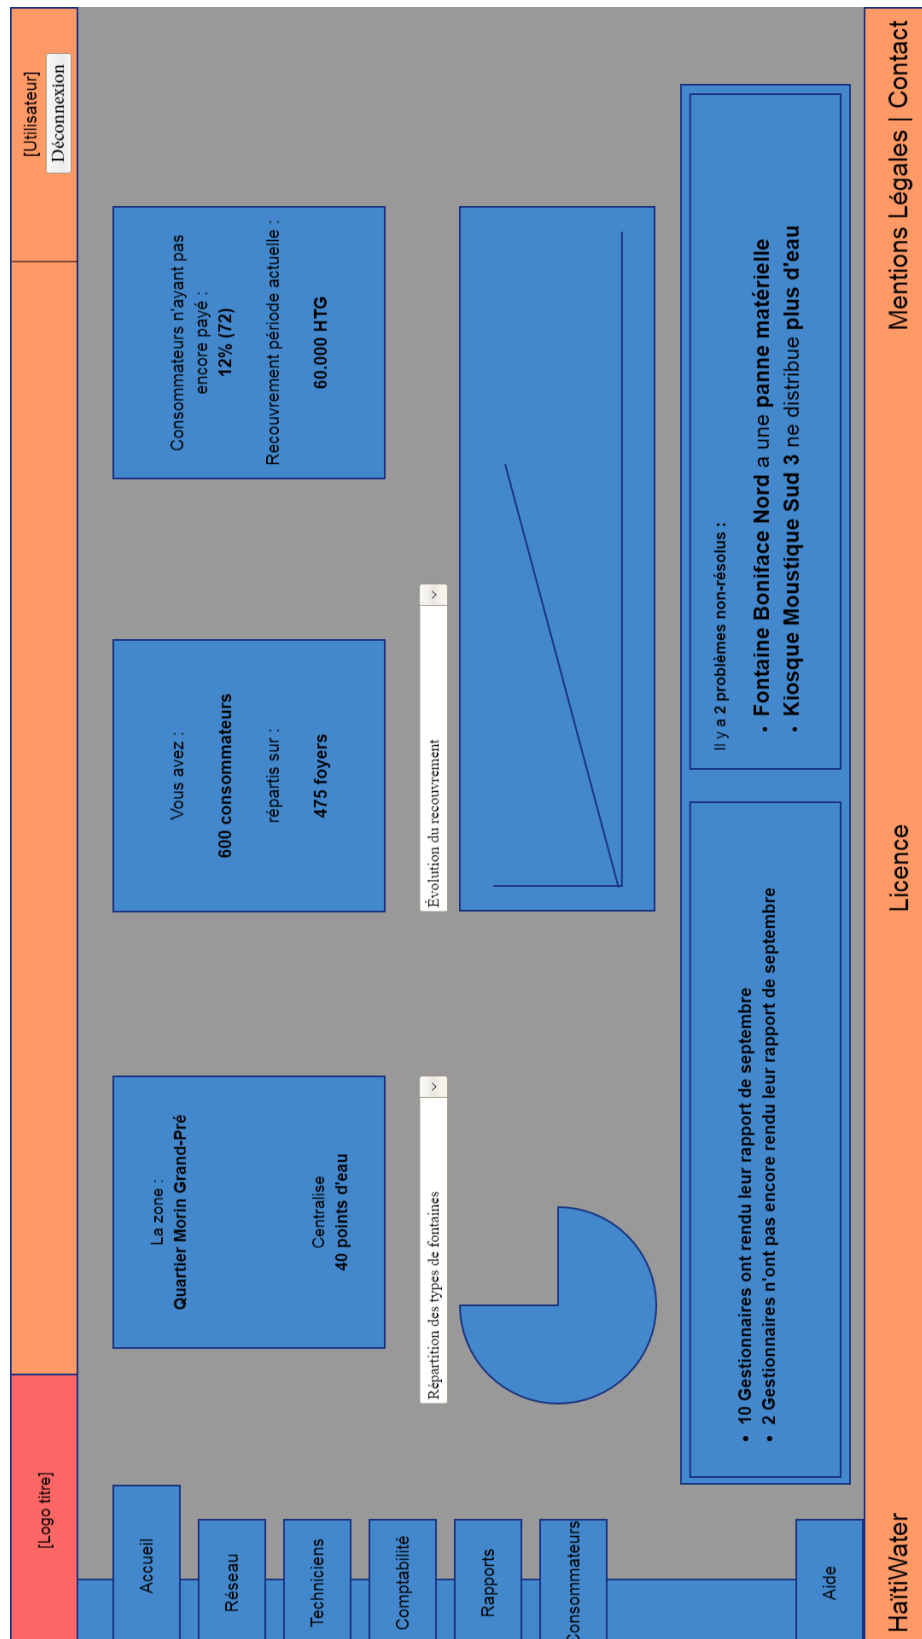 [Logo titre]
[Utilisateur]
Déconnexion
Accueil
Réseau
Techniciens
Comptabilité
Rapports
Consommateurs
Aide
La zone :
Quartier Morin Grand-Pré
Centralise
40 points d'eau
Vous avez :
600 consommateurs
répartis sur :
475 foyers
Consommateurs n'ayant pas
encore payé :
12% (72)
Recouvrement période actuelle :
60.000 HTG
Répartition des types de fontaines
Évolution du recouvrement
• 10 Gestionnaires ont rendu leur rapport de septembre
• 2 Gestionnaires n'ont pas encore rendu leur rapport de septembre
Il y a 2 problèmes non-résolus :
• Fontaine Boniface Nord a une panne matérielle
• Kiosque Moustique Sud 3 ne distribue plus d'eau
HaïtiWater
Licence
Mentions Légales | Contact